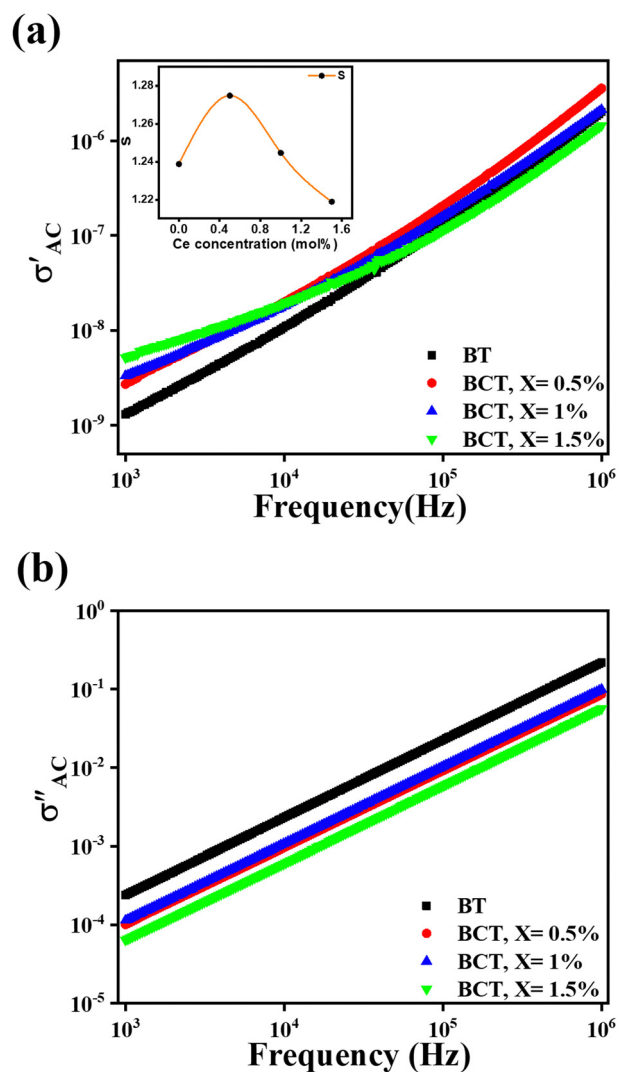 (a)
σ′AC
10⁻⁶
10⁻⁷
10⁻⁸
10⁻⁹
S
1.28
1.26
1.24
1.22
S
0.0 0.4 0.8 1.2 1.6
Ce concentration (mol%)
BT
BCT, X= 0.5%
BCT, X= 1%
BCT, X= 1.5%
10³ 10⁴ 10⁵ 10⁶
Frequency(Hz)
(b)
σ″AC
10⁰
10⁻¹
10⁻²
10⁻³
10⁻⁴
10⁻⁵
BT
BCT, X= 0.5%
BCT, X= 1%
BCT, X= 1.5%
10³ 10⁴ 10⁵ 10⁶
Frequency (Hz)